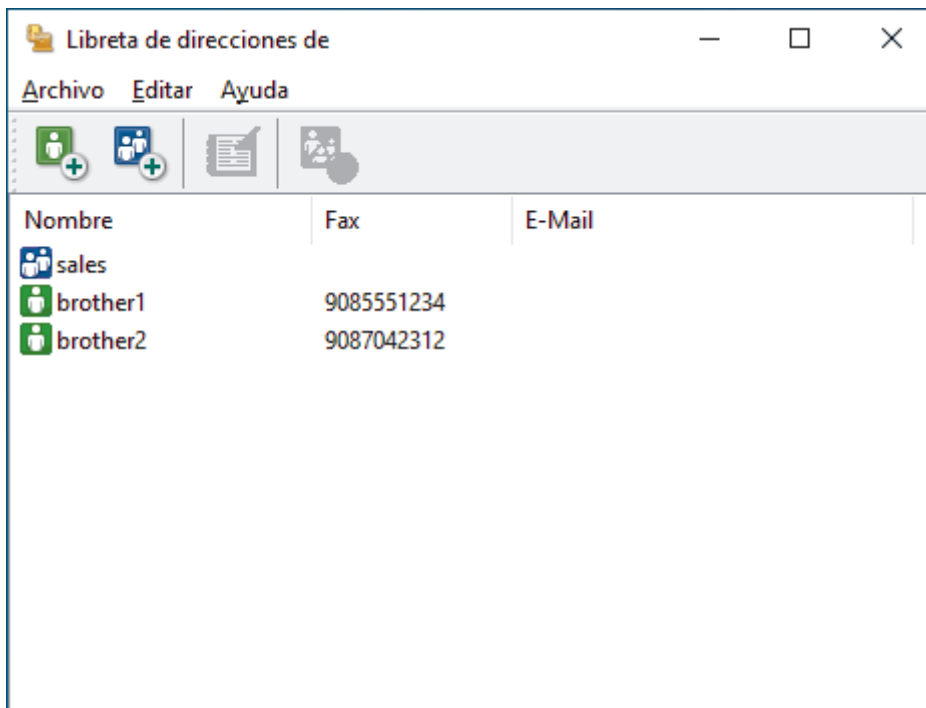 Libreta de direcciones de
Archivo Editar Ayuda
Nombre Fax E-Mail
sales
brother1 9085551234
brother2 9087042312